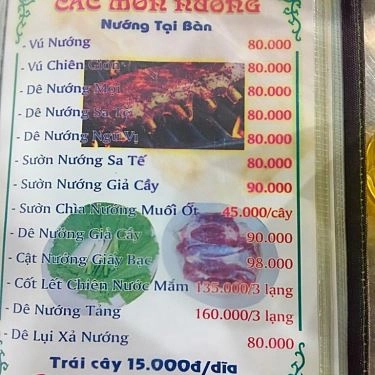 CÁC MÓN NƯỚNG
Nướng Tại Bàn
- Vú Nướng 80.000
- Vú Chiên Giòn 80.000
- Dê Nướng Mọi 80.000
- Dê Nướng Sa Tế 80.000
- Dê Nướng Ngũ Vị 80.000
- Sườn Nướng Sa Tế 80.000
- Sườn Nướng Giả Cầy 90.000
- Sườn Chìa Nướng Muối Ớt 45.000/cây
- Dê Nướng Giả Cầy 90.000
- Cật Nướng Giấy Bạc 98.000
- Cốt Lết Chiên Nước Mắm 135.000/3 lạng
- Dê Nướng Tảng 160.000/3 lạng
- Dê Lụi Xả Nướng 80.000
Trái cây 15.000đ/dĩa